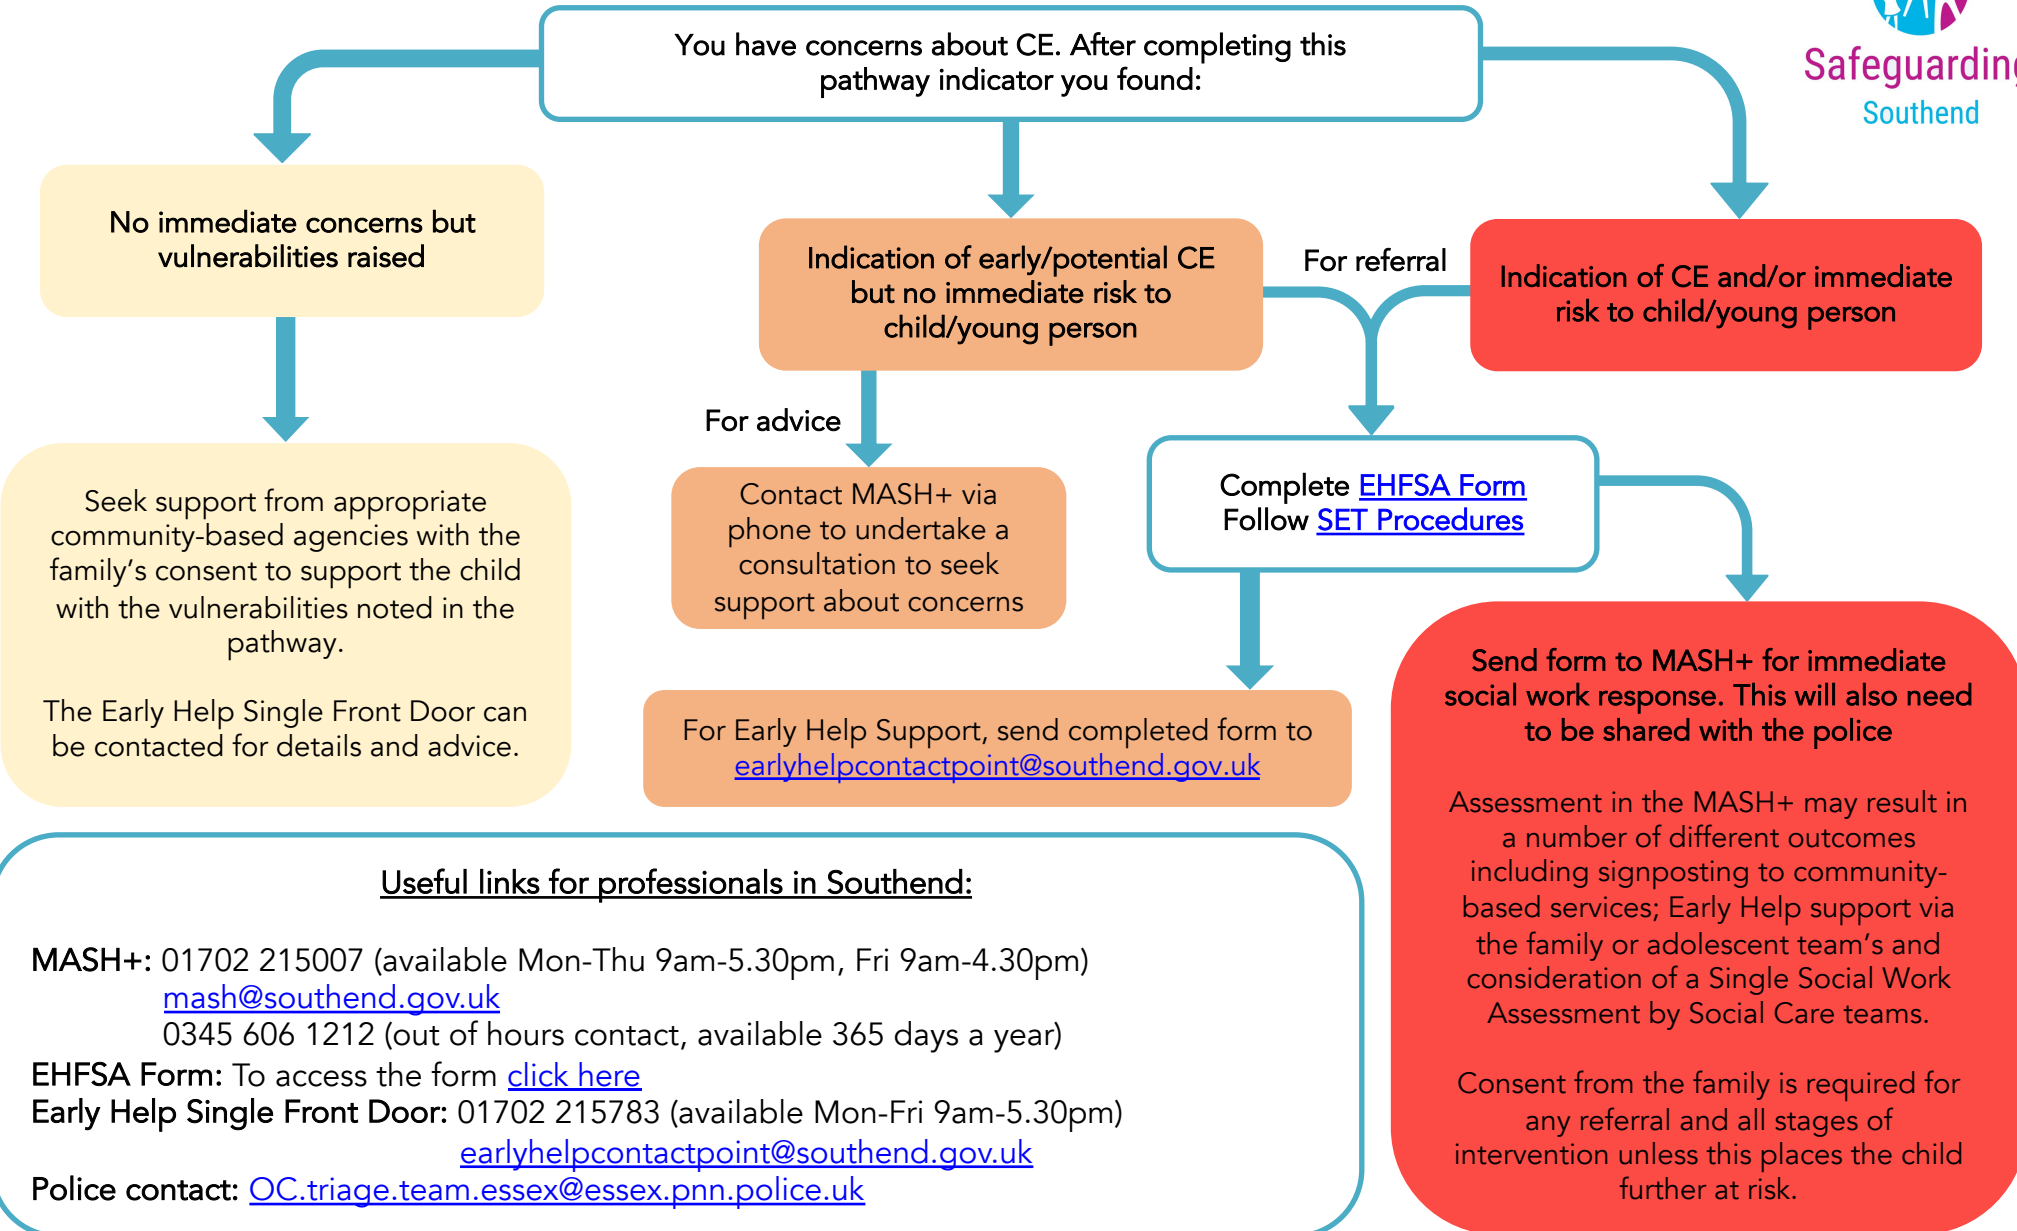 You have concerns about CE. After completing this
pathway indicator you found:
Safeguarding
Southend
No immediate concerns but
vulnerabilities raised
Indication of early/potential CE
but no immediate risk to
child/young person
For referral
Indication of CE and/or immediate
risk to child/young person
For advice
Seek support from appropriate
community-based agencies with the
family’s consent to support the child
with the vulnerabilities noted in the
pathway.
The Early Help Single Front Door can
be contacted for details and advice.
Contact MASH+ via
phone to undertake a
consultation to seek
support about concerns
Complete EHFSA Form
Follow SET Procedures
For Early Help Support, send completed form to
earlyhelpcontactpoint@southend.gov.uk
Send form to MASH+ for immediate
social work response. This will also need
to be shared with the police
Assessment in the MASH+ may result in
a number of different outcomes
including signposting to community-
based services; Early Help support via
the family or adolescent team’s and
consideration of a Single Social Work
Assessment by Social Care teams.
Consent from the family is required for
any referral and all stages of
intervention unless this places the child
further at risk.
Useful links for professionals in Southend:
MASH+: 01702 215007 (available Mon-Thu 9am-5.30pm, Fri 9am-4.30pm)
mash@southend.gov.uk
0345 606 1212 (out of hours contact, available 365 days a year)
EHFSA Form: To access the form click here
Early Help Single Front Door: 01702 215783 (available Mon-Fri 9am-5.30pm)
earlyhelpcontactpoint@southend.gov.uk
Police contact: OC.triage.team.essex@essex.pnn.police.uk